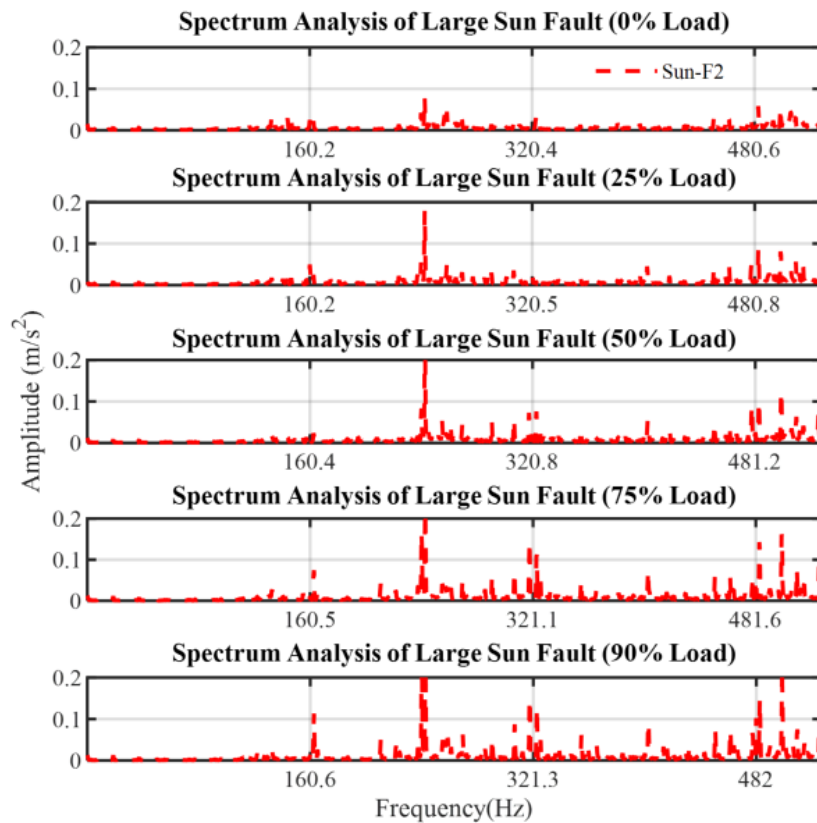 Spectrum Analysis of Large Sun Fault (0% Load)
0.2
0.1
0
Sun-F2
160.2 320.4 480.6
Spectrum Analysis of Large Sun Fault (25% Load)
0.2
0.1
0
160.2 320.5 480.8
Spectrum Analysis of Large Sun Fault (50% Load)
0.2
0.1
0
160.4 320.8 481.2
Spectrum Analysis of Large Sun Fault (75% Load)
0.2
0.1
0
160.5 321.1 481.6
Spectrum Analysis of Large Sun Fault (90% Load)
0.2
0.1
0
160.6 321.3 482
Amplitude (m/s²)
Frequency(Hz)